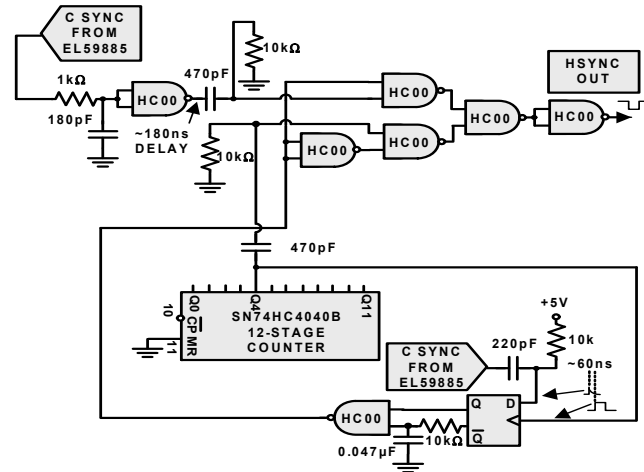 C SYNC
FROM
EL59885
1kΩ
180pF
HC00
~180ns
DELAY
470pF
10kΩ
10kΩ
HC00
HC00
HC00
HC00
HC00
HSYNC
OUT
470pF
Q0
Q4
Q11
SN74HC4040B
12-STAGE
COUNTER
10
CP
MR
11
C SYNC
FROM
EL59885
220pF
+5V
10k
~60ns
HC00
0.047µF
10kΩ
Q
D
Q